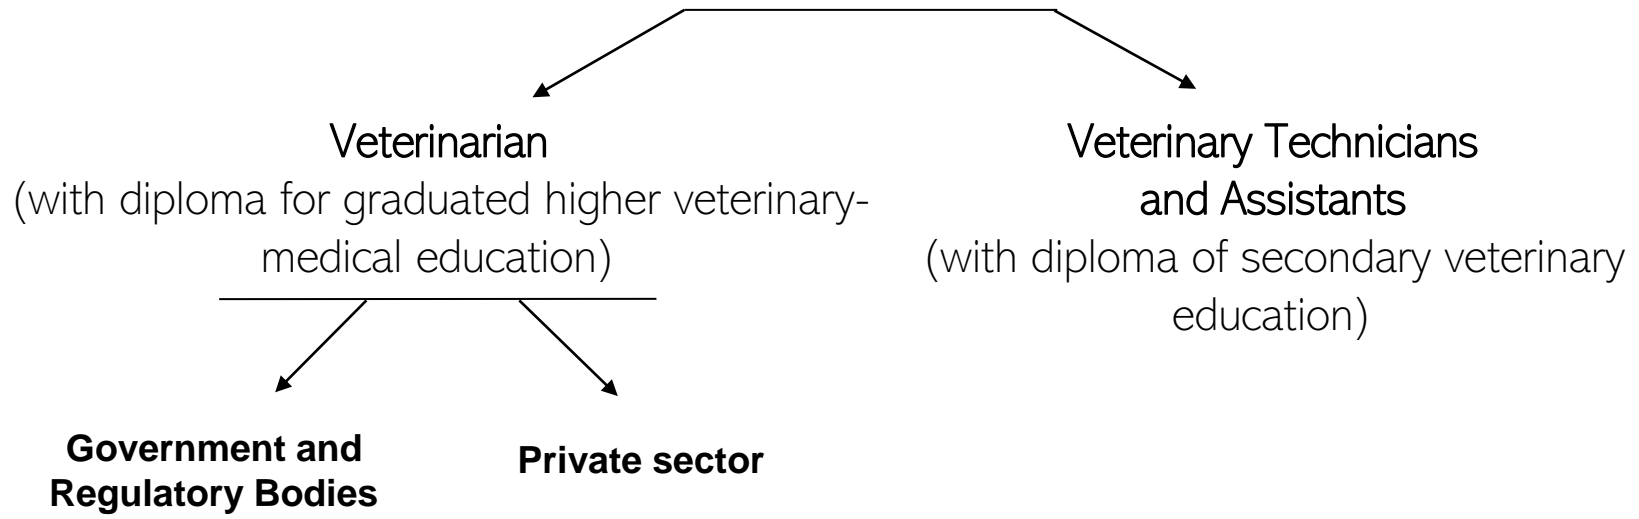 Veterinarian
(with diploma for graduated higher veterinary-
medical education)
Veterinary Technicians
and Assistants
(with diploma of secondary veterinary
education)
Government and
Regulatory Bodies
Private sector